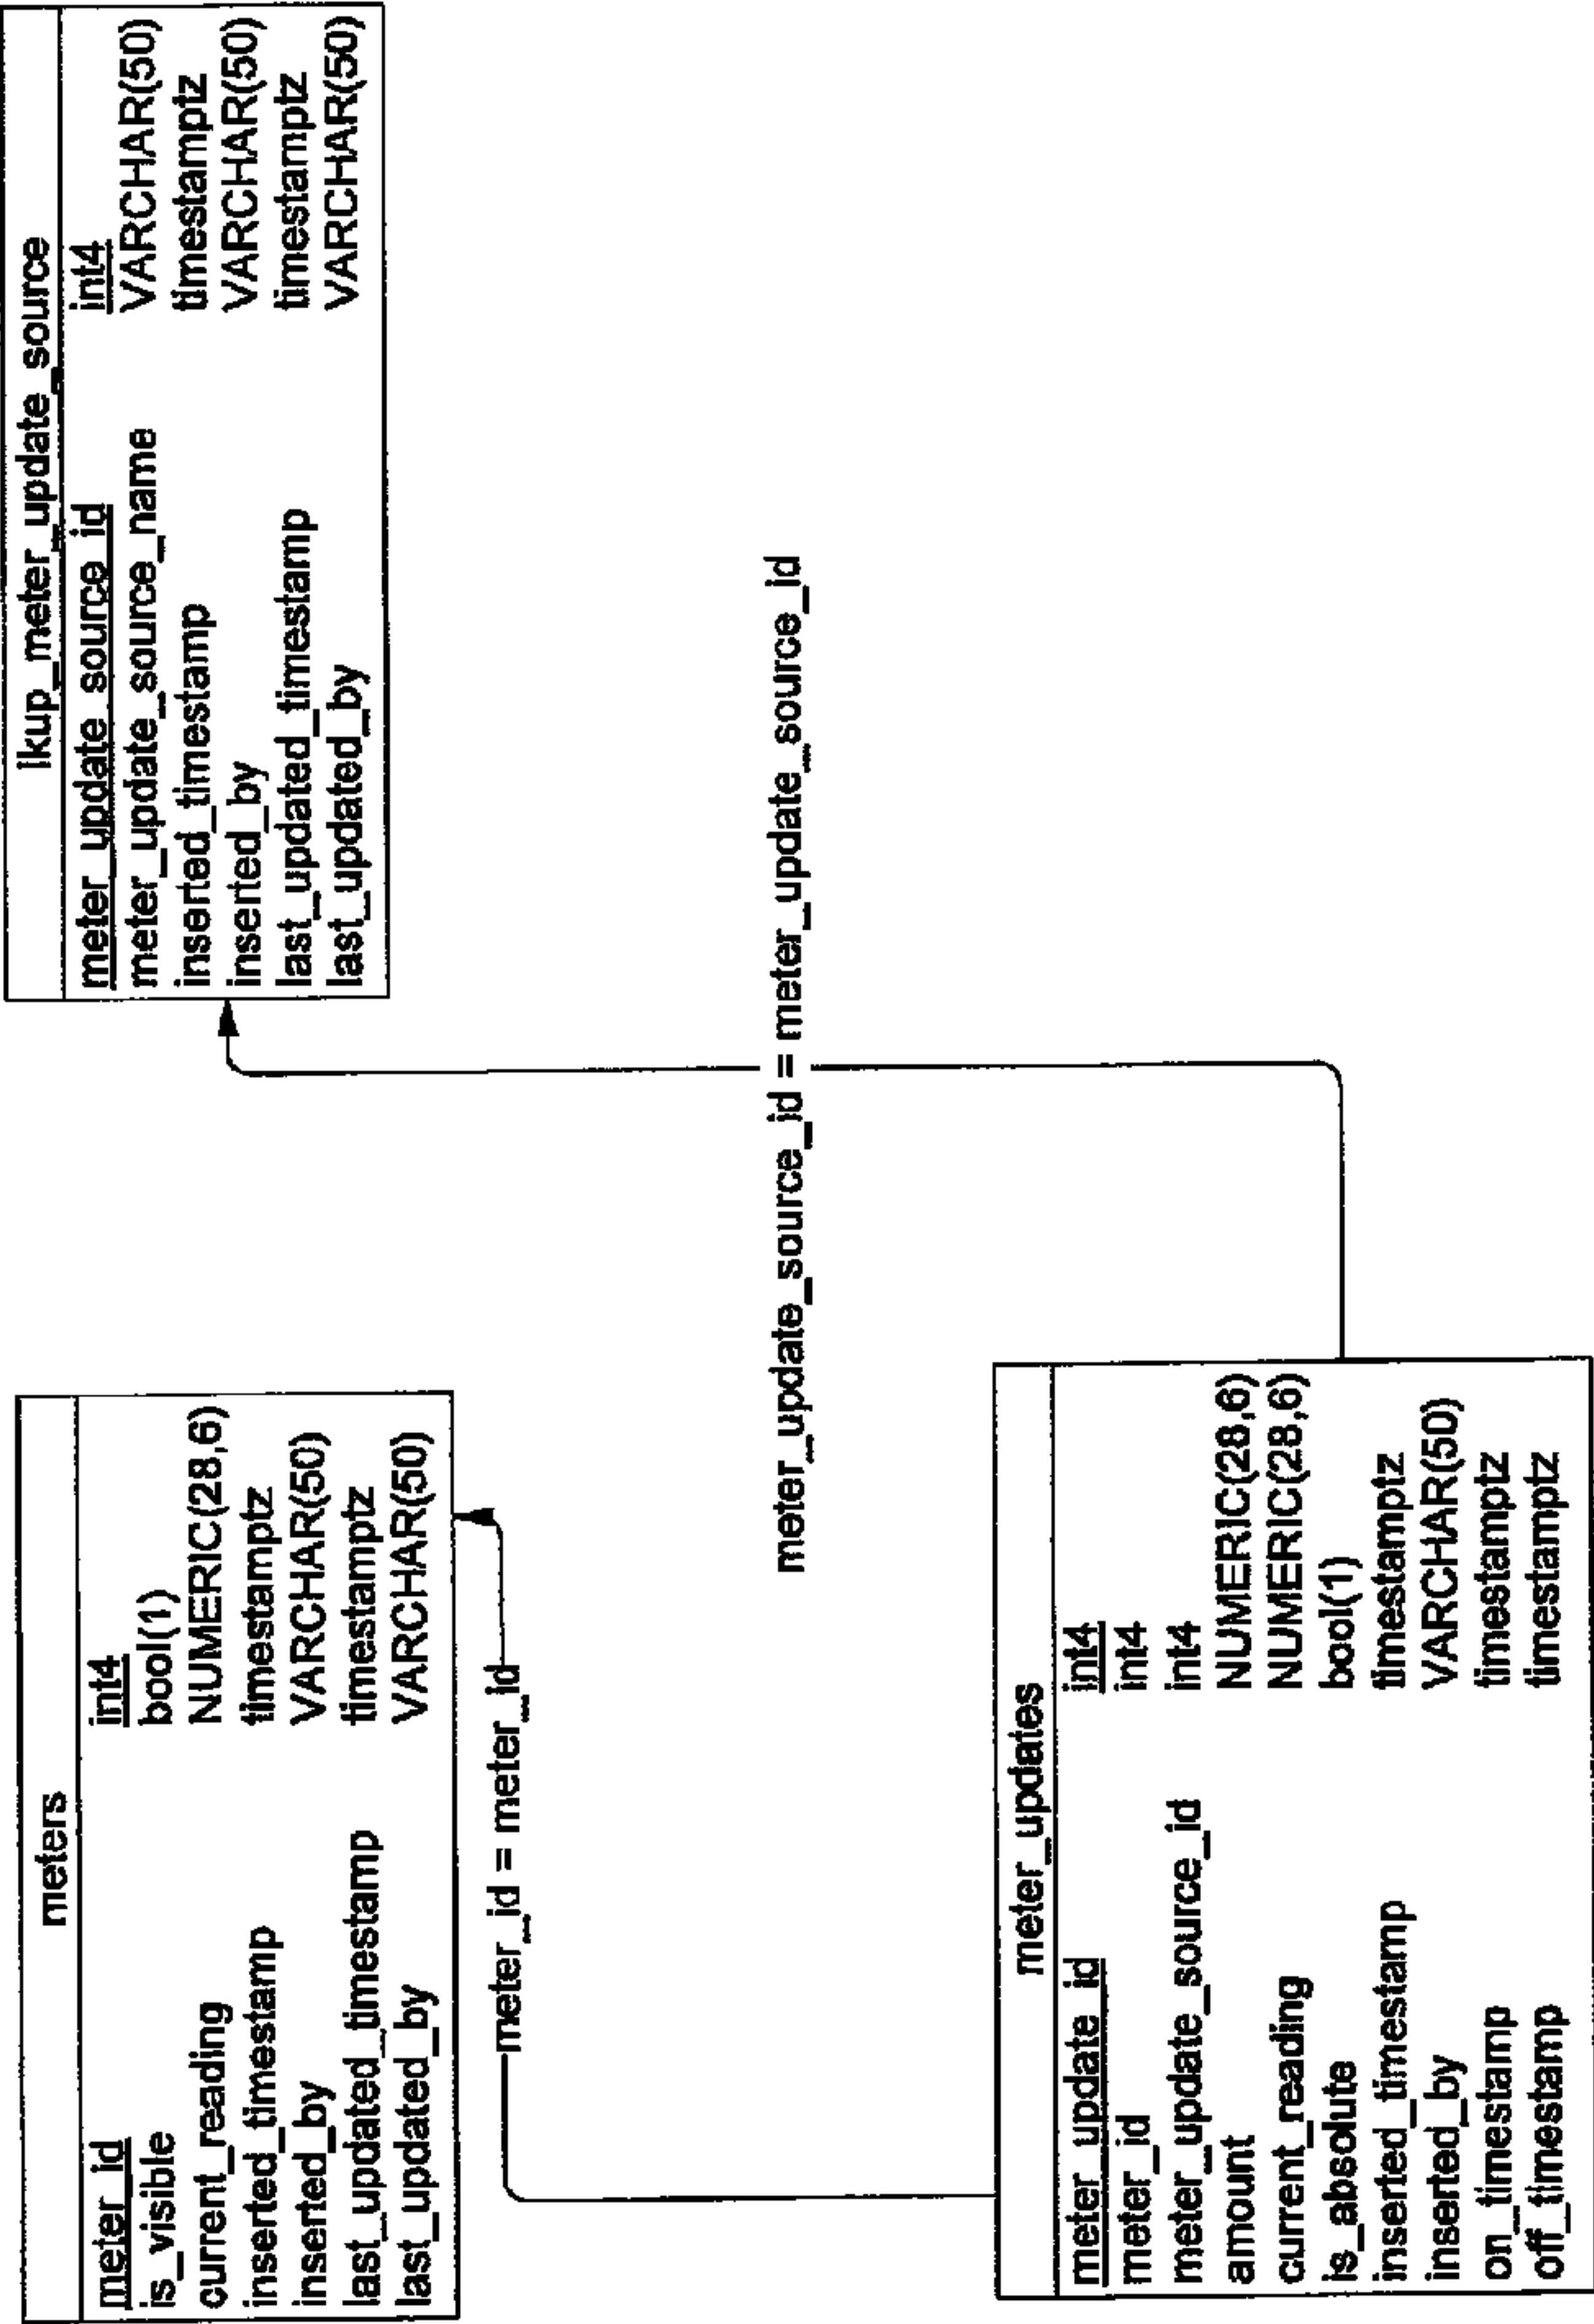 meters
meter_id int4
is_visible bool(1)
current_reading NUMERIC(28,6)
inserted_timestamp timestamptz
inserted_by VARCHAR(50)
last_updated_timestamp timestamptz
last_updated_by VARCHAR(50)
lkup_meter_update_source
meter_update_source_id int4
meter_update_source_name VARCHAR(50)
inserted_timestamp timestamptz
inserted_by VARCHAR(50)
last_updated_timestamp timestamptz
last_updated_by VARCHAR(50)
meter_id = meter_id
meter_update_source_id = meter_update_source_id
meter_updates
meter_update_id int4
meter_id int4
meter_update_source_id int4
amount NUMERIC(28,6)
current_reading NUMERIC(28,6)
is_absolute bool(1)
inserted_timestamp timestamptz
inserted_by VARCHAR(50)
on_timestamp timestamptz
off_timestamp timestamptz